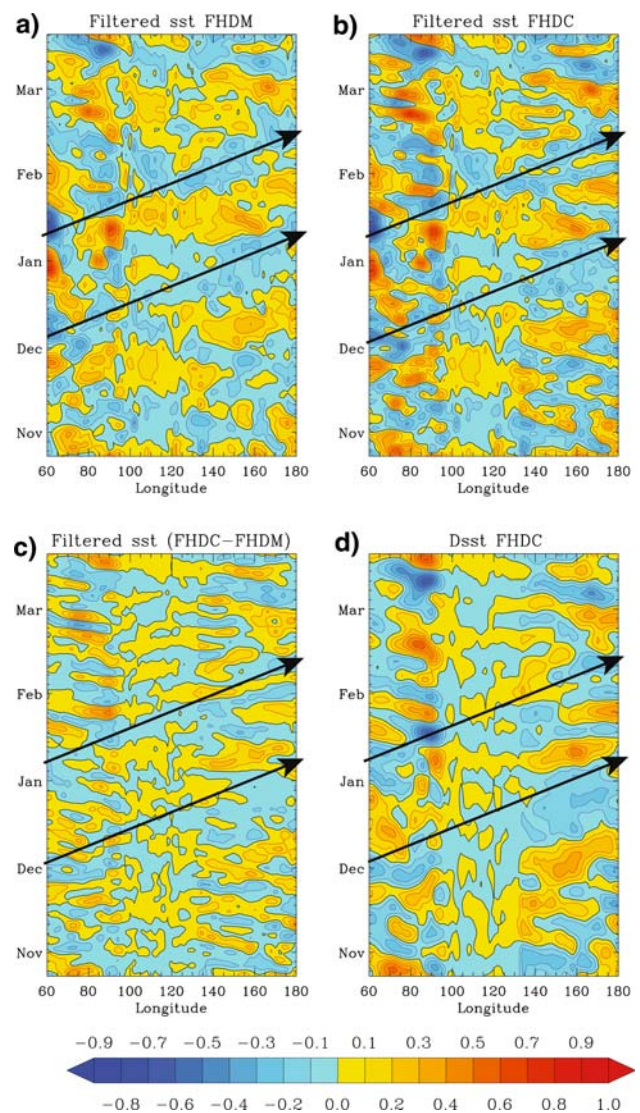 a) Filtered sst FHDM
Mar
Feb
Jan
Dec
Nov
60 80 100 120 140 160 180
Longitude
b) Filtered sst FHDC
Mar
Feb
Jan
Dec
Nov
60 80 100 120 140 160 180
Longitude
c) Filtered sst (FHDC−FHDM)
Mar
Feb
Jan
Dec
Nov
60 80 100 120 140 160 180
Longitude
d) Dsst FHDC
Mar
Feb
Jan
Dec
Nov
60 80 100 120 140 160 180
Longitude
−0.9 −0.7 −0.5 −0.3 −0.1 0.1 0.3 0.5 0.7 0.9
−0.8 −0.6 −0.4 −0.2 0.0 0.2 0.4 0.6 0.8 1.0